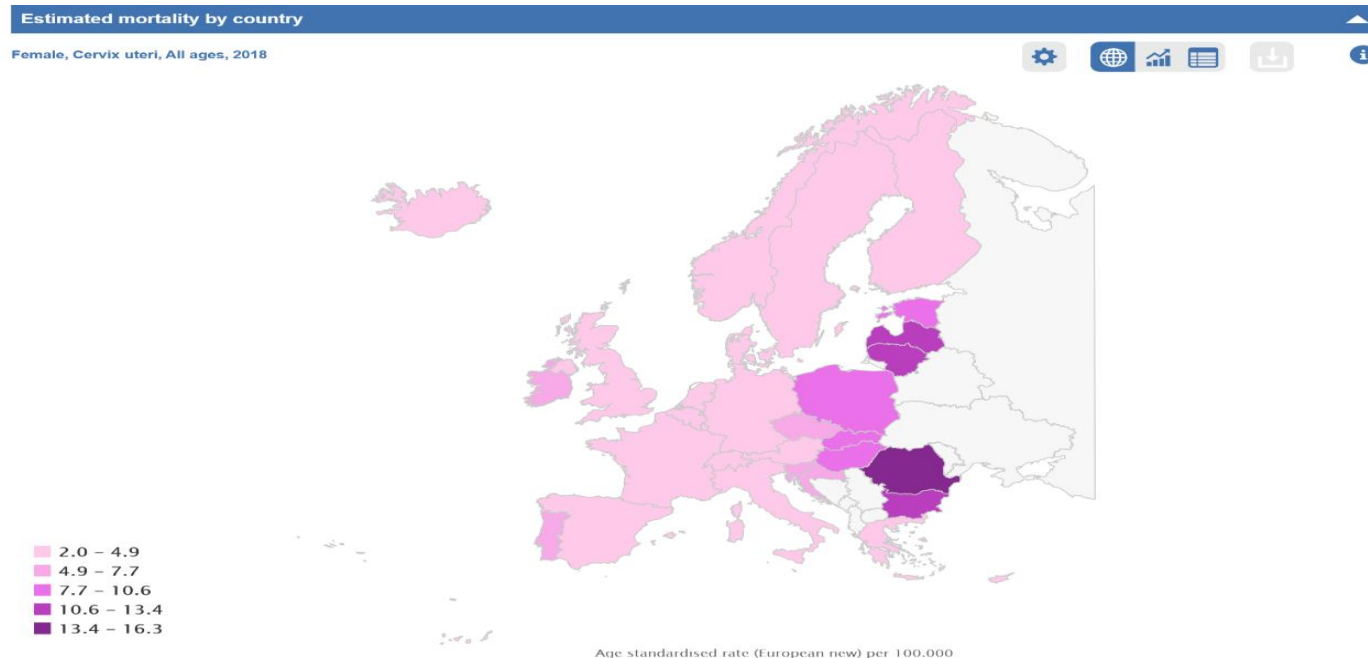 Estimated mortality by country
Female, Cervix uteri, All ages, 2018
2.0 – 4.9
4.9 – 7.7
7.7 – 10.6
10.6 – 13.4
13.4 – 16.3
Age standardised rate (European new) per 100.000